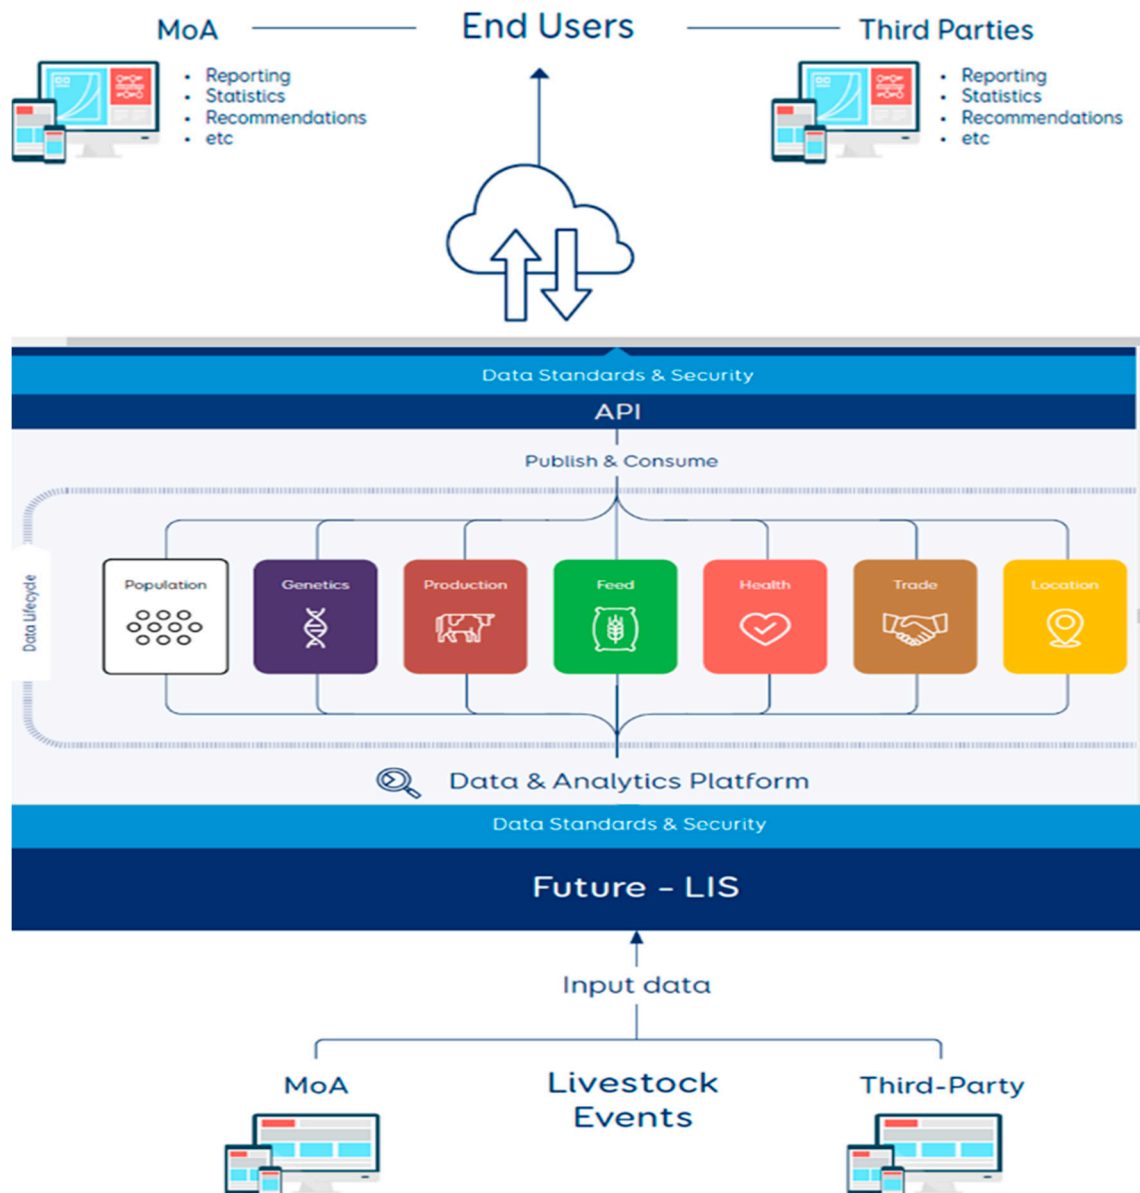 MoA
End Users
Third Parties
• Reporting
• Statistics
• Recommendations
• etc
• Reporting
• Statistics
• Recommendations
• etc
Data Standards & Security
API
Publish & Consume
Data Lifecycle
Population
Genetics
Production
Feed
Health
Trade
Location
Data & Analytics Platform
Data Standards & Security
Future - LIS
Input data
MoA
Livestock
Events
Third-Party